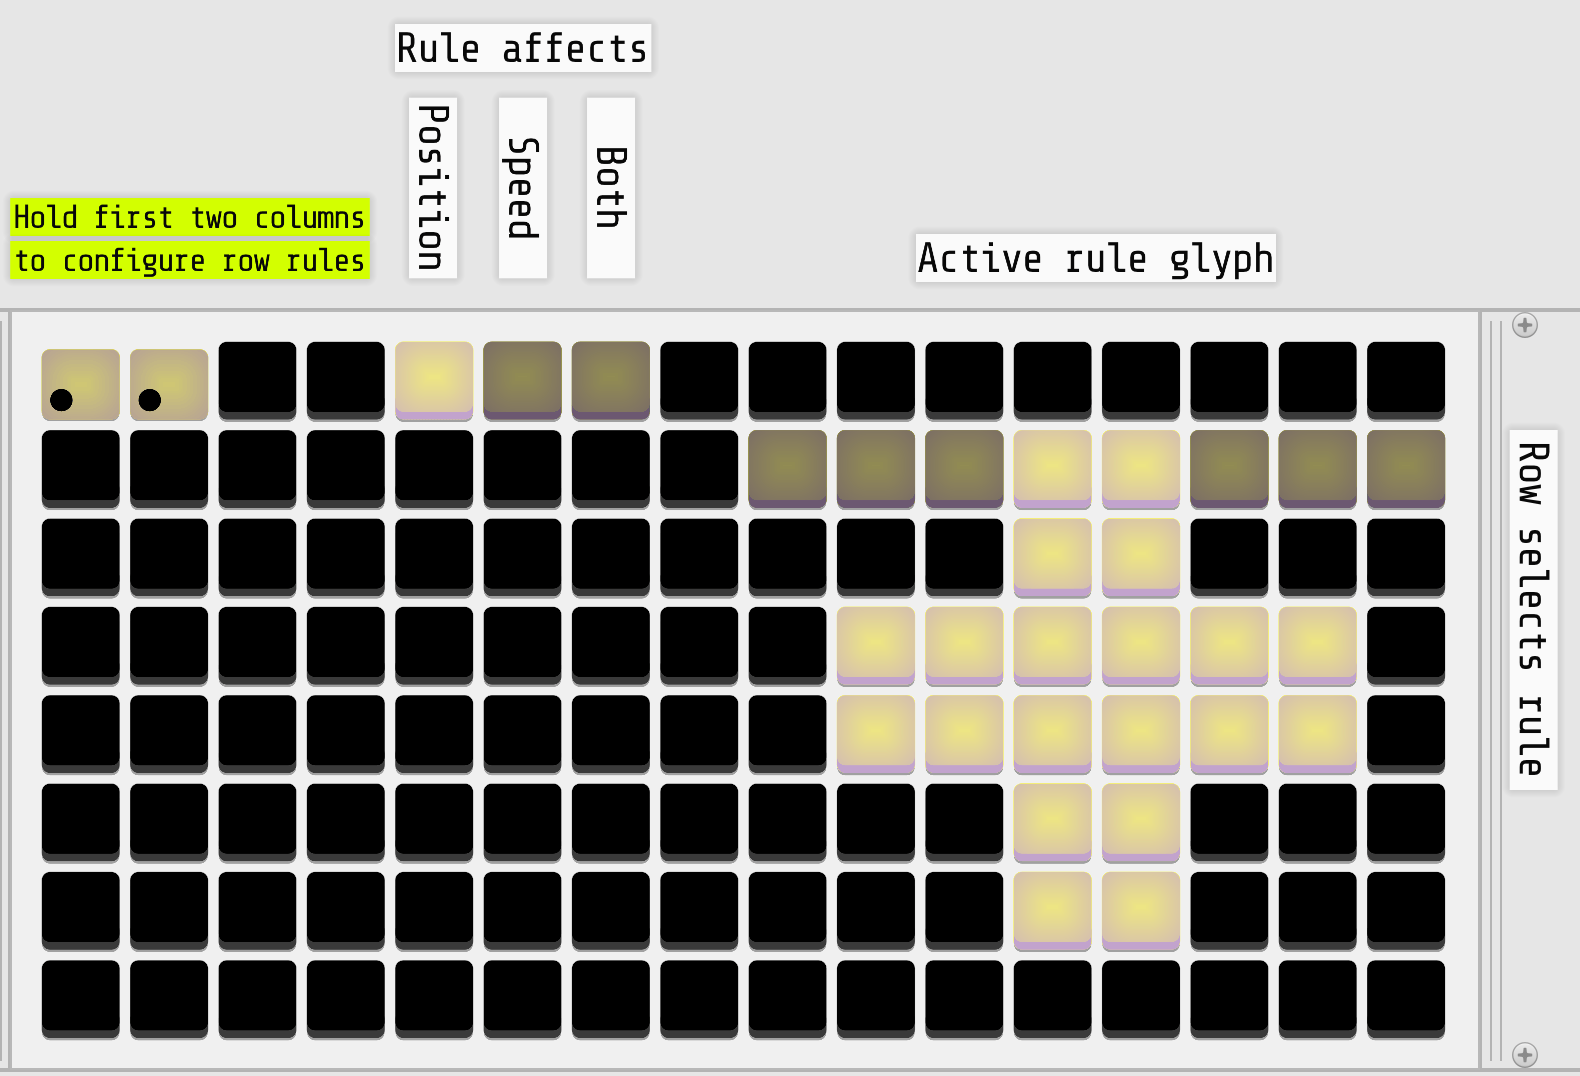 Rule affects
Position
Speed
Both
Hold first two columns
to configure row rules
Active rule glyph
Row selects rule